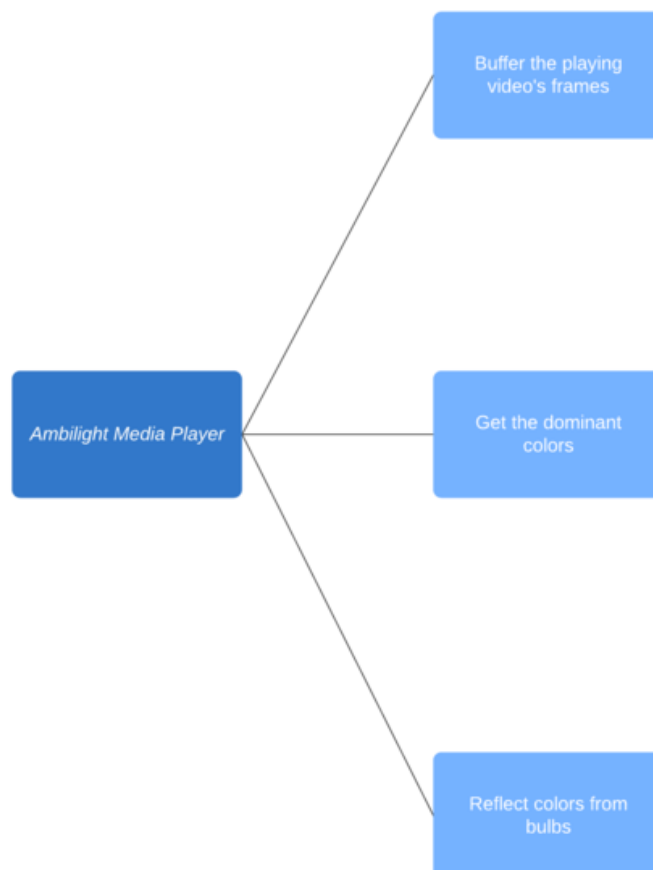 Buffer the playing
video's frames
Ambilight Media Player
Get the dominant
colors
Reflect colors from
bulbs